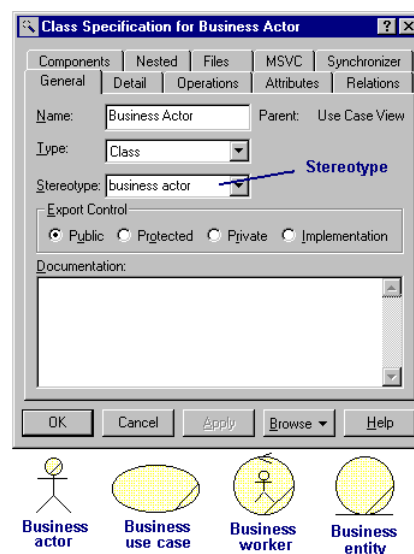 Class Specification for Business Actor
Components Nested Files MSVC Synchronizer
General Detail Operations Attributes Relations
Name: Business Actor Parent: Use Case View
Type: Class
Stereotype
Stereotype: business actor
Export Control
Public Protected Private Implementation
Documentation:
OK Cancel Apply Browse Help
Business actor
Business use case
Business worker
Business entity